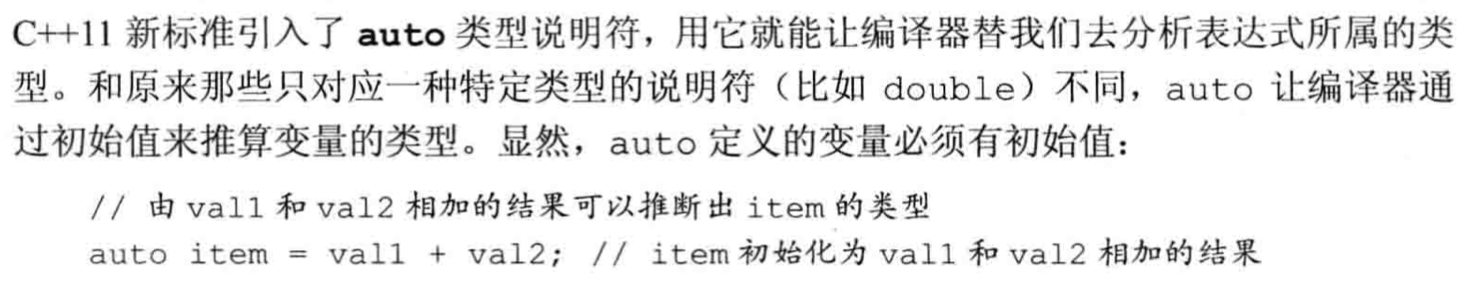 C++11 新标准引入了 auto 类型说明符，用它就能让编译器替我们去分析表达式所属的类
型。和原来那些只对应一种特定类型的说明符（比如 double）不同，auto 让编译器通
过初始值来推算变量的类型。显然，auto 定义的变量必须有初始值：
// 由 val1 和 val2 相加的结果可以推断出 item 的类型
auto item = val1 + val2; // item 初始化为 val1 和 val2 相加的结果